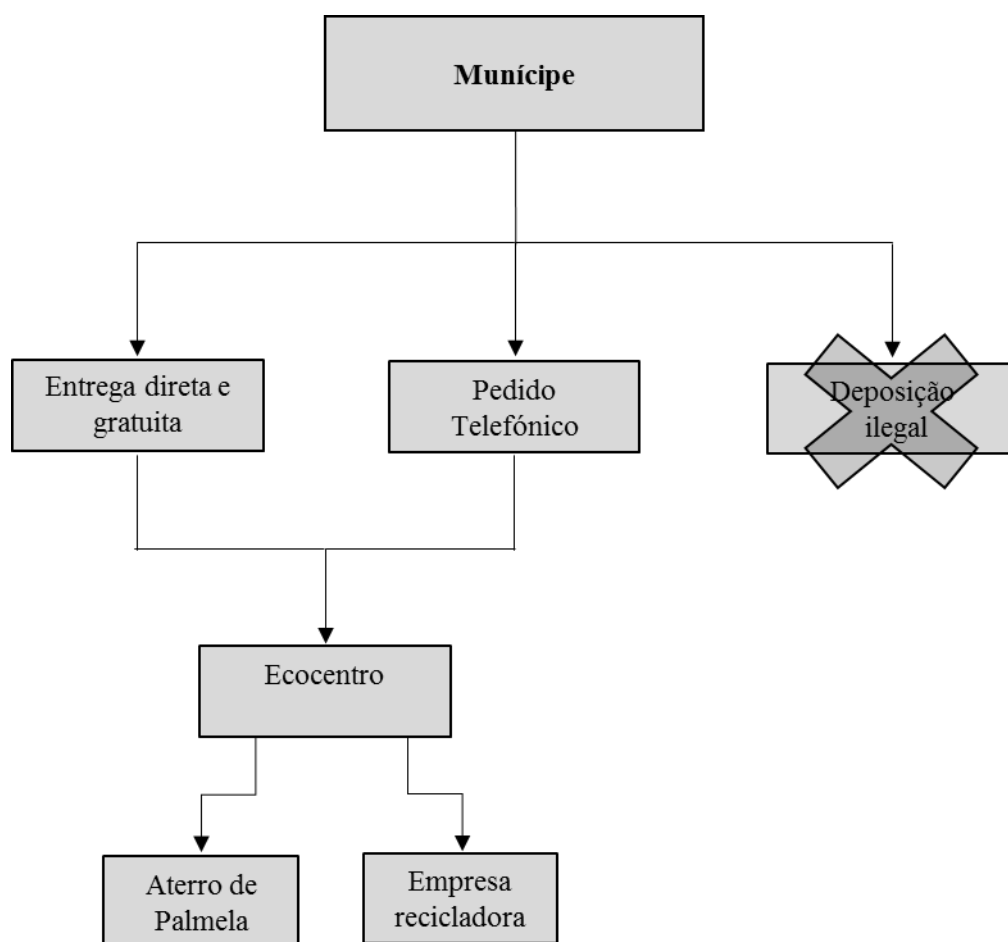 Munícipe
Entrega direta e
gratuita
Pedido
Telefónico
Deposição
ilegal
Ecocentro
Aterro de
Palmela
Empresa
recicladora